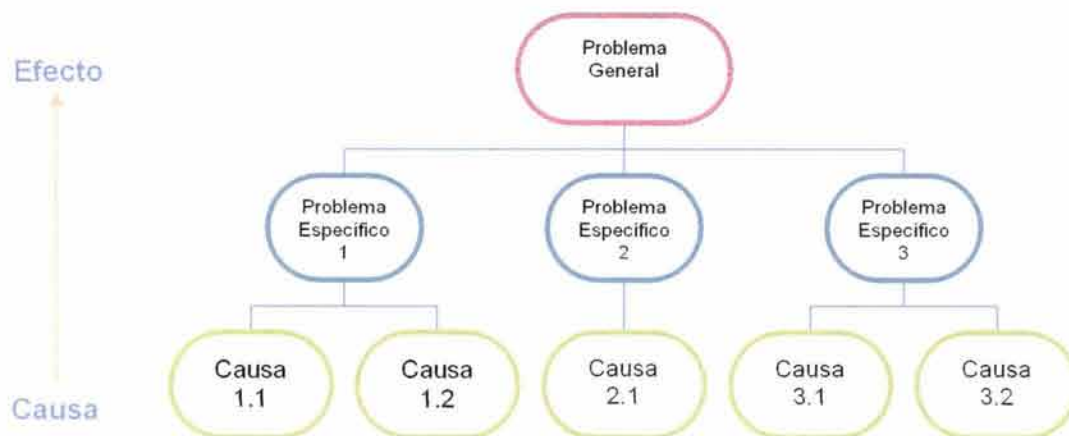 Problema
General
Efecto
Problema
Específico
1
Problema
Específico
2
Problema
Específico
3
Causa
1.1
Causa
1.2
Causa
2.1
Causa
3.1
Causa
3.2
Causa